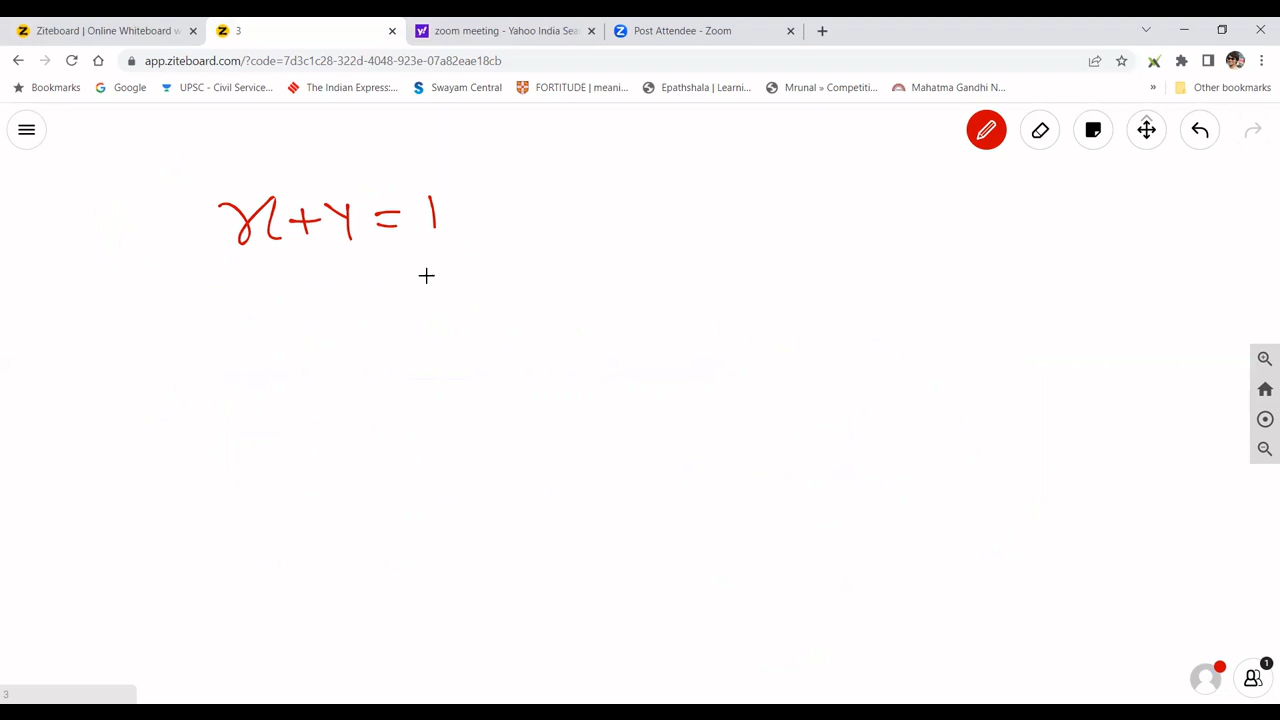 Ziteboard | Online Whiteboard w
3
zoom meeting - Yahoo India Sea
Post Attendee - Zoom
app.ziteboard.com/?code=7d3c1c28-322d-4048-923e-07a82eae18cb
Bookmarks
Google
UPSC - Civil Service...
The Indian Express:...
Swayam Central
FORTITUDE | meani...
Epathshala | Learni...
Mrunal » Competiti...
Mahatma Gandhi N...
»
Other bookmarks
x+y=1
1
3